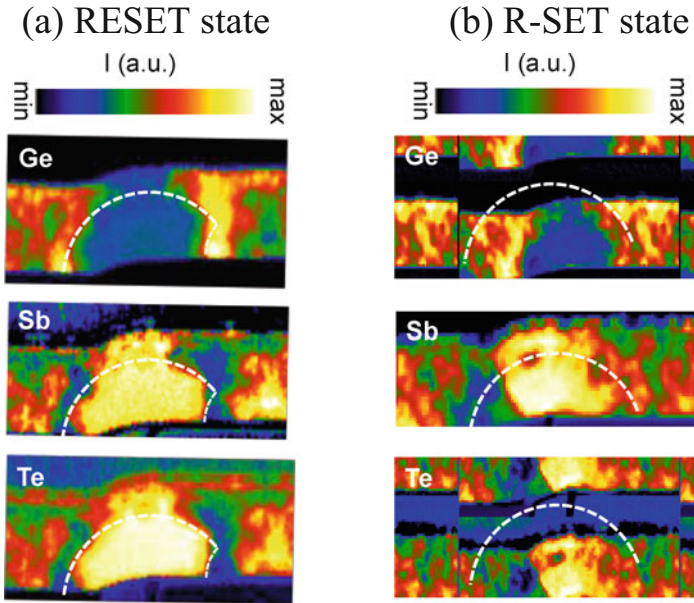 (a) RESET state
I (a.u.)
min
max
Ge
Sb
Te
(b) R-SET state
I (a.u.)
min
max
Ge
Sb
Te